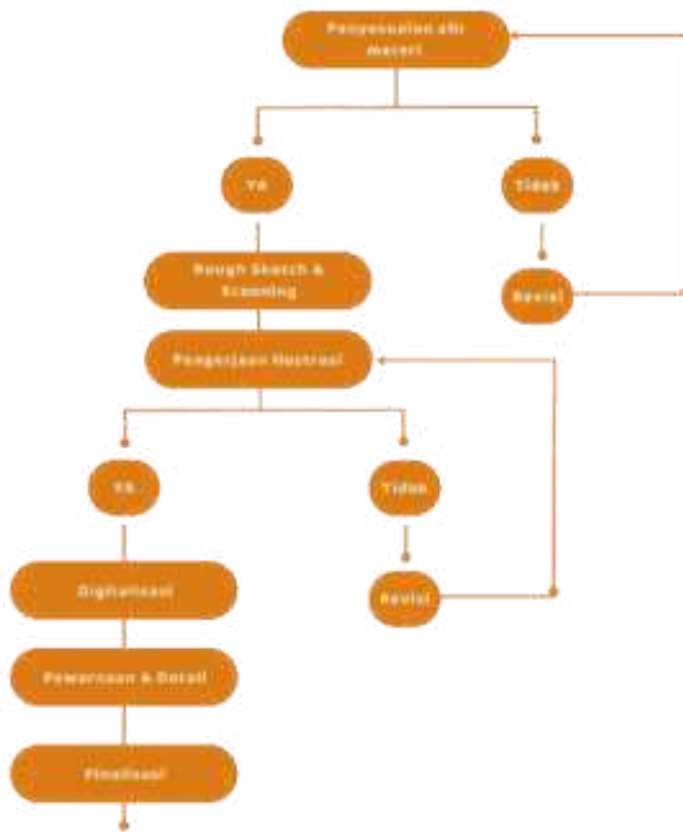 Penyesuaian alir
materi
YA
Tidak
Rough Sketch &
Scanning
Revisi
Pengerjaan Ilustrasi
YA
Tidak
Digitalisasi
Revisi
Pewarnaan & Detail
Finalisasi